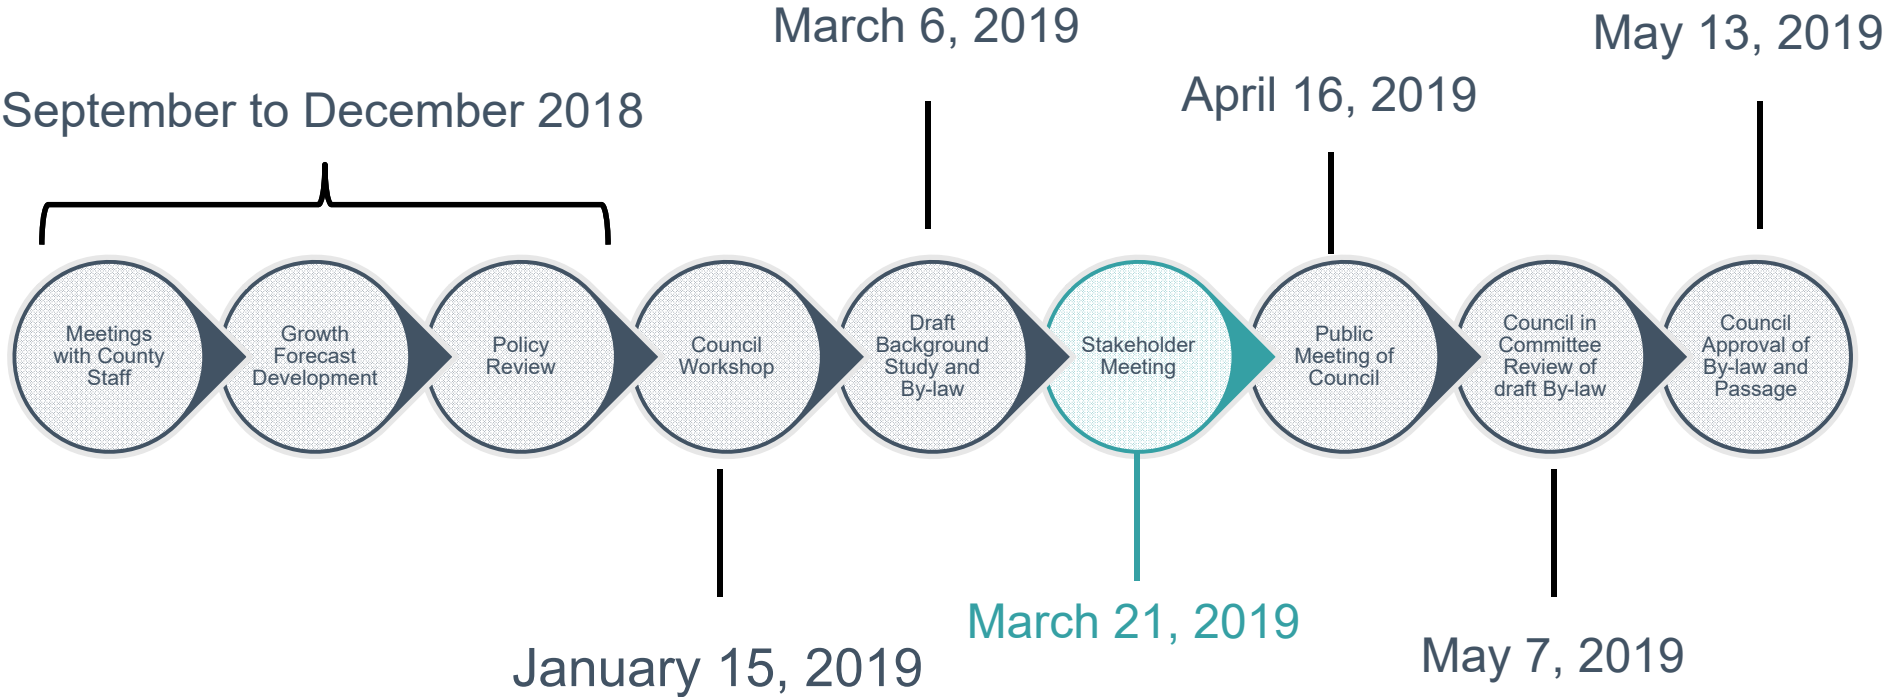 March 6, 2019
May 13, 2019
April 16, 2019
September to December 2018
Meetings
with County
Staff
Growth
Forecast
Development
Policy
Review
Council
Workshop
Draft
Background
Study and
By-law
Stakeholder
Meeting
Public
Meeting of
Council
Council in
Committee
Review of
draft By-law
Council
Approval of
By-law and
Passage
March 21, 2019
January 15, 2019
May 7, 2019